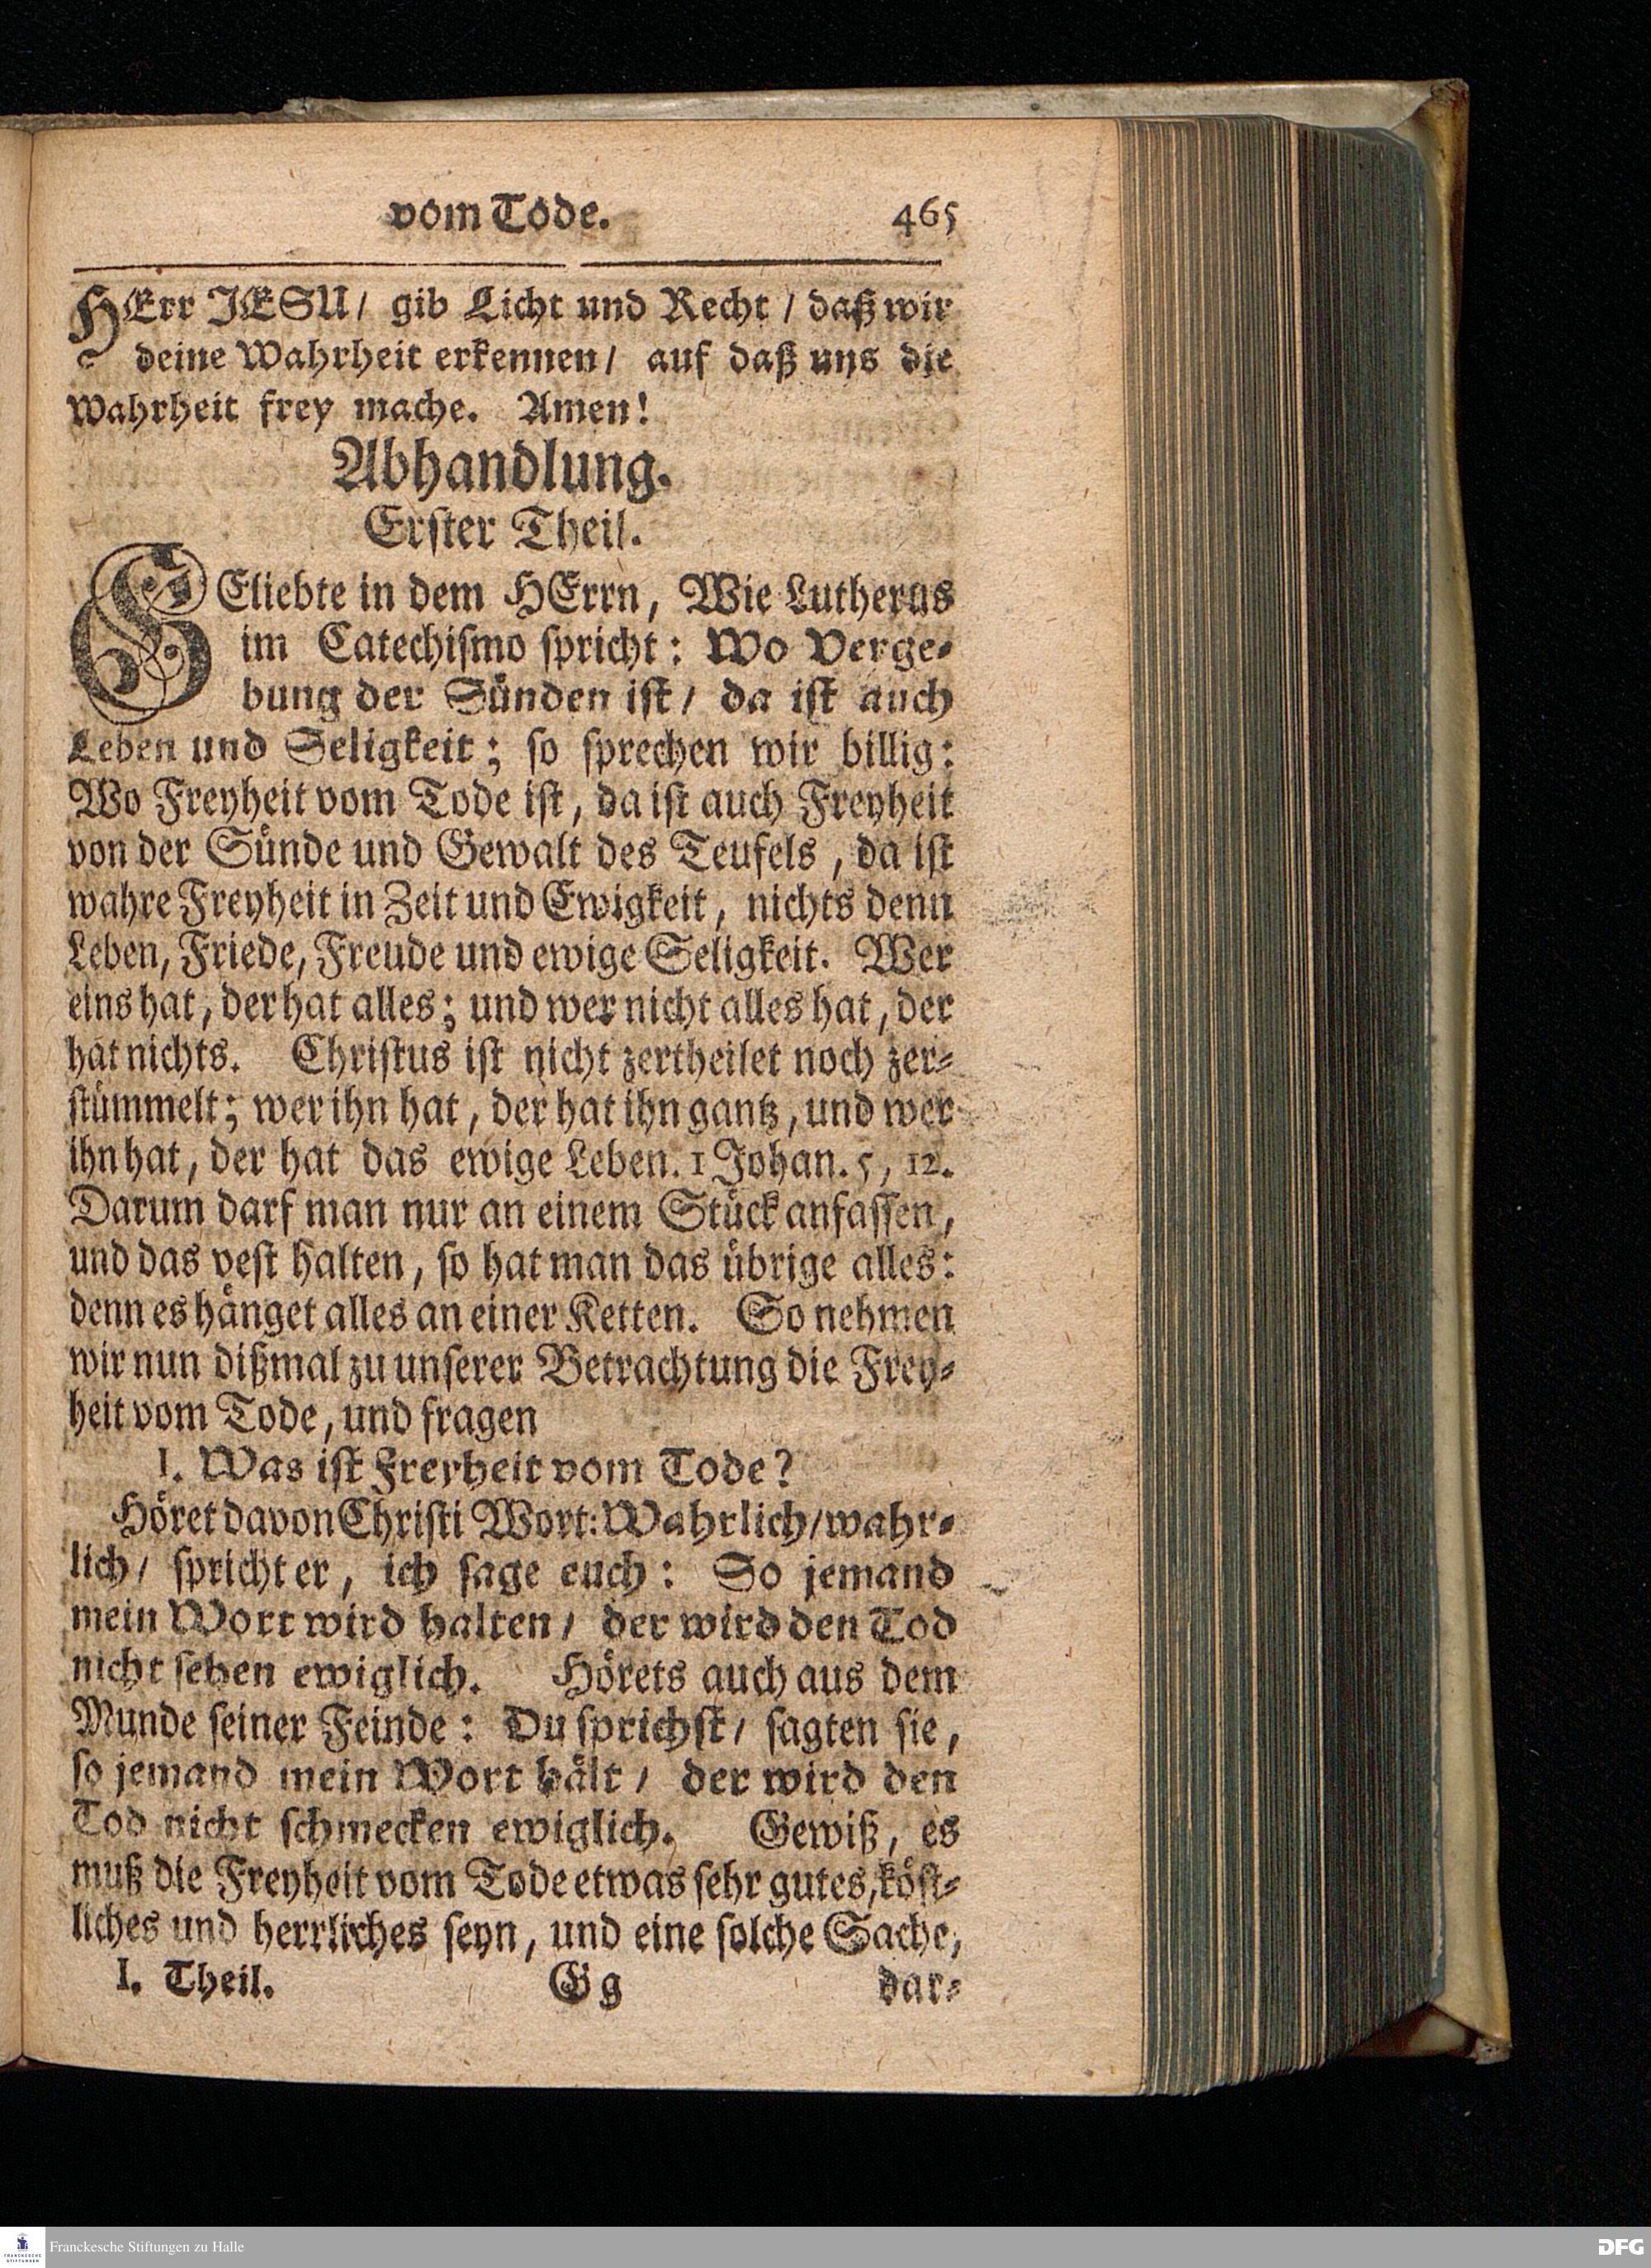 vom Tode. 465
HErr JESU/ gib Licht und Recht / daß wir
deine Wahrheit erkennen/ auf daß uns die
Wahrheit frey mache. Amen!
Abhandlung.
Erster Theil.
GEliebte in dem HErrn, Wie Lutherus
im Catechismo spricht: Wo Verge-
bung der Sünden ist/ da ist auch
Leben und Seligkeit; so sprechen wir billig:
Wo Freyheit vom Tode ist, da ist auch Freyheit
von der Sünde und Gewalt des Teufels, da ist
wahre Freyheit in Zeit und Ewigkeit, nichts denn
Leben, Friede, Freude und ewige Seligkeit. Wer
eins hat, der hat alles; und wer nicht alles hat, der
hat nichts. Christus ist nicht zertheilet noch zer-
stümmelt; wer ihn hat, der hat ihn gantz, und wer
ihn hat, der hat das ewige Leben. 1 Johan. 5, 12.
Darum darf man nur an einem Stück anfassen,
und das vest halten, so hat man das übrige alles:
denn es hänget alles an einer Ketten. So nehmen
wir nun dißmal zu unserer Betrachtung die Frey-
heit vom Tode, und fragen
I. Was ist Freyheit vom Tode?
Höret davon Christi Wort: Wahrlich/wahr-
lich/ spricht er, ich sage euch: So jemand
mein Wort wird halten/ der wird den Tod
nicht sehen ewiglich. Hörets auch aus dem
Munde seiner Feinde: Du sprichst/ sagten sie,
so jemand mein Wort hält/ der wird den
Tod nicht schmecken ewiglich. Gewiß, es
muß die Freyheit vom Tode etwas sehr gutes, köst-
liches und herrliches seyn, und eine solche Sache,
I. Theil. Gg dar-
FRANCKESCHE STIFTUNGEN
Franckesche Stiftungen zu Halle
DFG